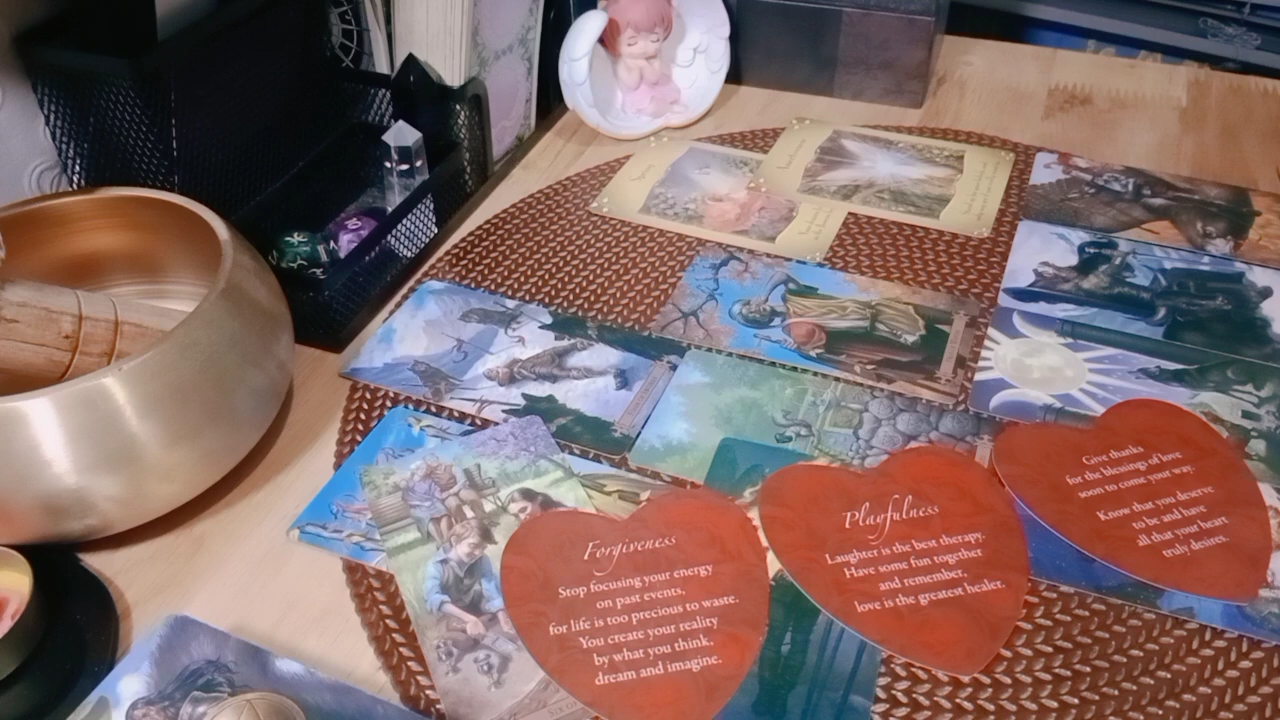 Spring
Give thanks
for the blessings of love
soon to come your way.
Know that you deserve
to be and have
all that your heart
truly desires.
Playfulness
Laughter is the best therapy.
Have some fun together
and remember,
love is the greatest healer.
Forgiveness
Stop focusing your energy
on past events,
for life is too precious to waste.
You create your reality
by what you think,
dream and imagine.
Six of